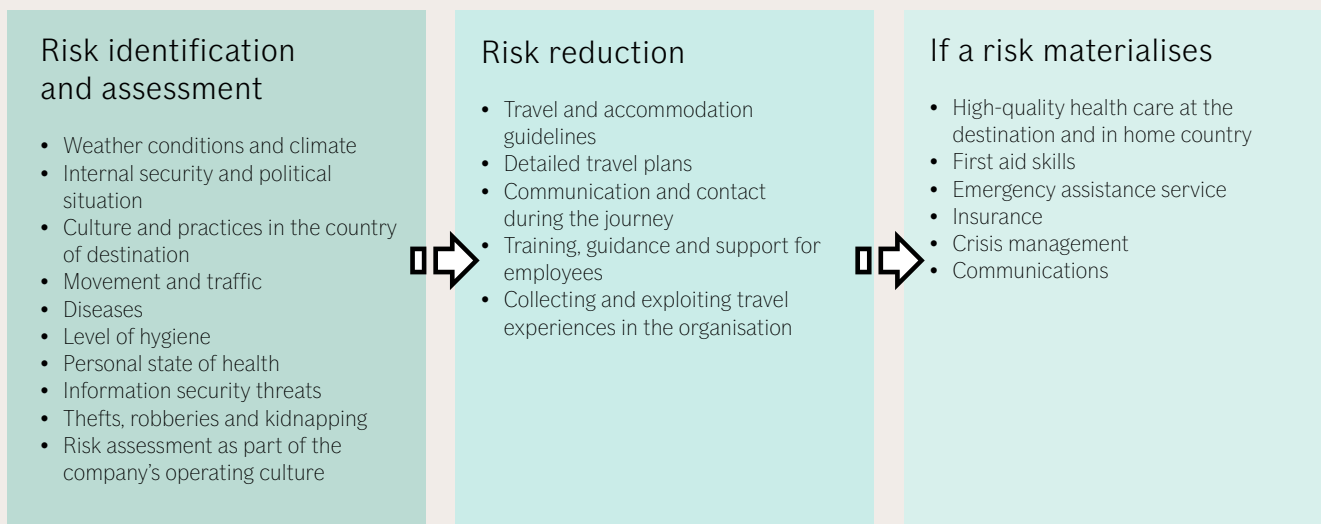 Risk identification
and assessment
• Weather conditions and climate
• Internal security and political
situation
• Culture and practices in the country
of destination
• Movement and traffic
• Diseases
• Level of hygiene
• Personal state of health
• Information security threats
• Thefts, robberies and kidnapping
• Risk assessment as part of the
company's operating culture
Risk reduction
• Travel and accommodation
guidelines
• Detailed travel plans
• Communication and contact
during the journey
• Training, guidance and support for
employees
• Collecting and exploiting travel
experiences in the organisation
If a risk materialises
• High-quality health care at the
destination and in home country
• First aid skills
• Emergency assistance service
• Insurance
• Crisis management
• Communications